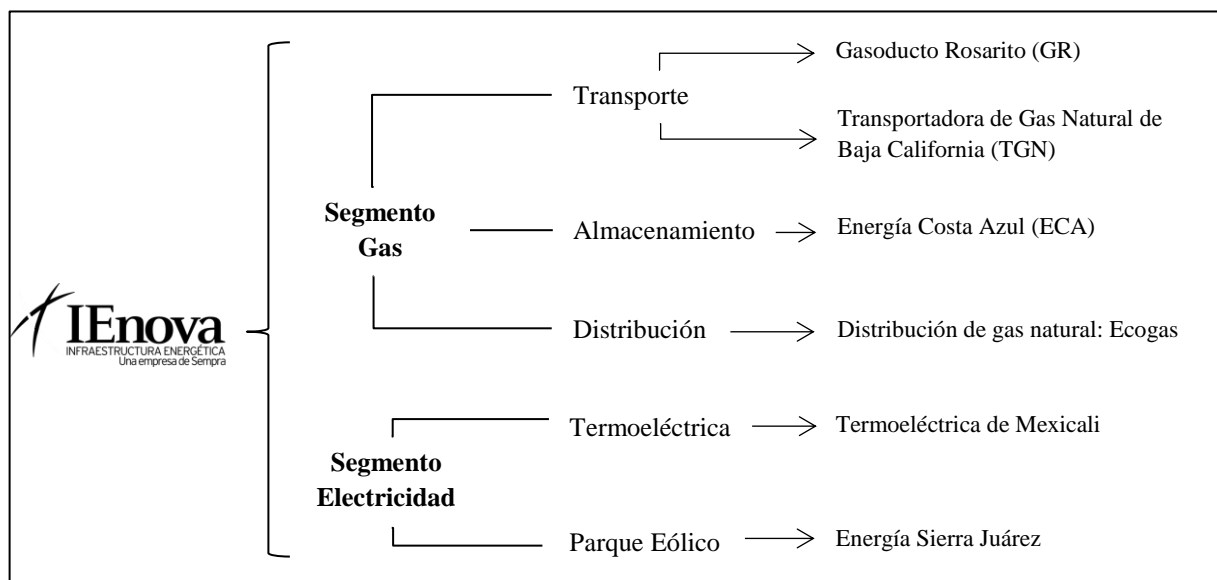 IEnova
INFRAESTRUCTURA ENERGÉTICA
Una empresa de Sempra
Segmento
Gas
Transporte
Gasoducto Rosarito (GR)
Transportadora de Gas Natural de
Baja California (TGN)
Almacenamiento
Energía Costa Azul (ECA)
Distribución
Distribución de gas natural: Ecogas
Segmento
Electricidad
Termoeléctrica
Termoeléctrica de Mexicali
Parque Eólico
Energía Sierra Juárez